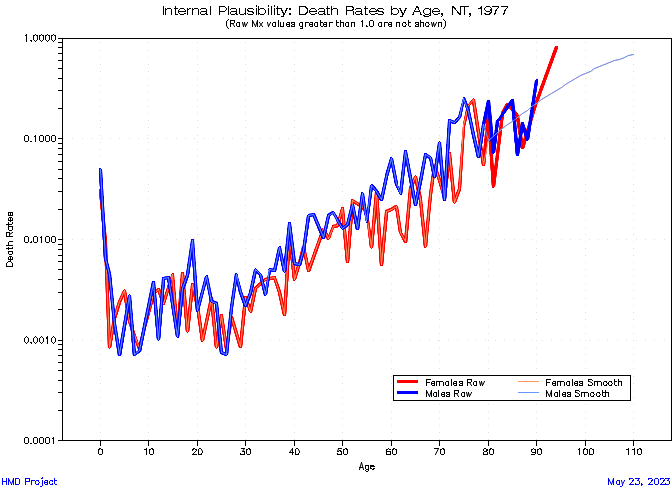 Internal Plausibility: Death Rates by Age, NT, 1977
(Raw Mx values greater than 1.0 are not shown)
1.0000
0.1000
0.0100
0.0010
0.0001
Death Rates
0 10 20 30 40 50 60 70 80 90 100 110
Age
Females Raw Females Smooth
Males Raw Males Smooth
HMD Project May 23, 2023